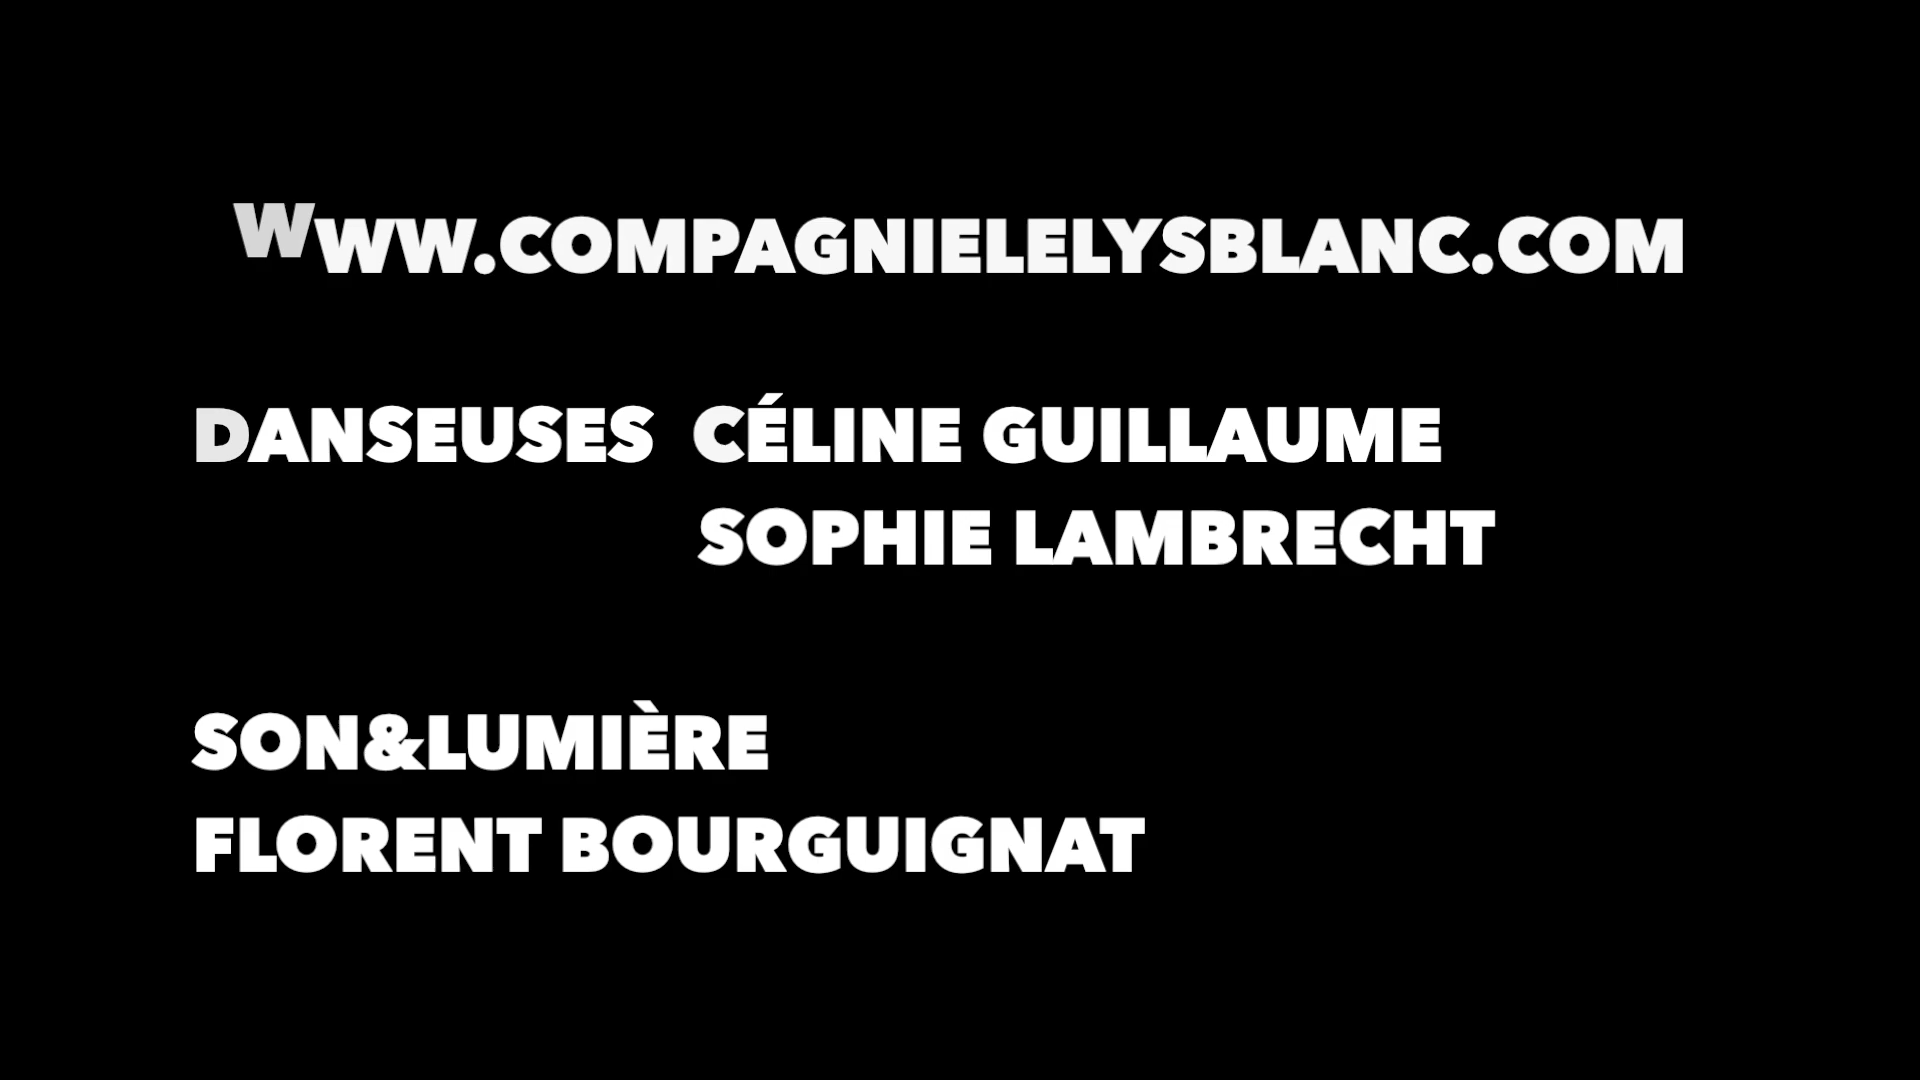 WWW.COMPAGNIELELYSBLANC.COM
DANSEUSES CÉLINE GUILLAUME
SOPHIE LAMBRECHT
SON&LUMIÈRE
FLORENT BOURGUIGNAT